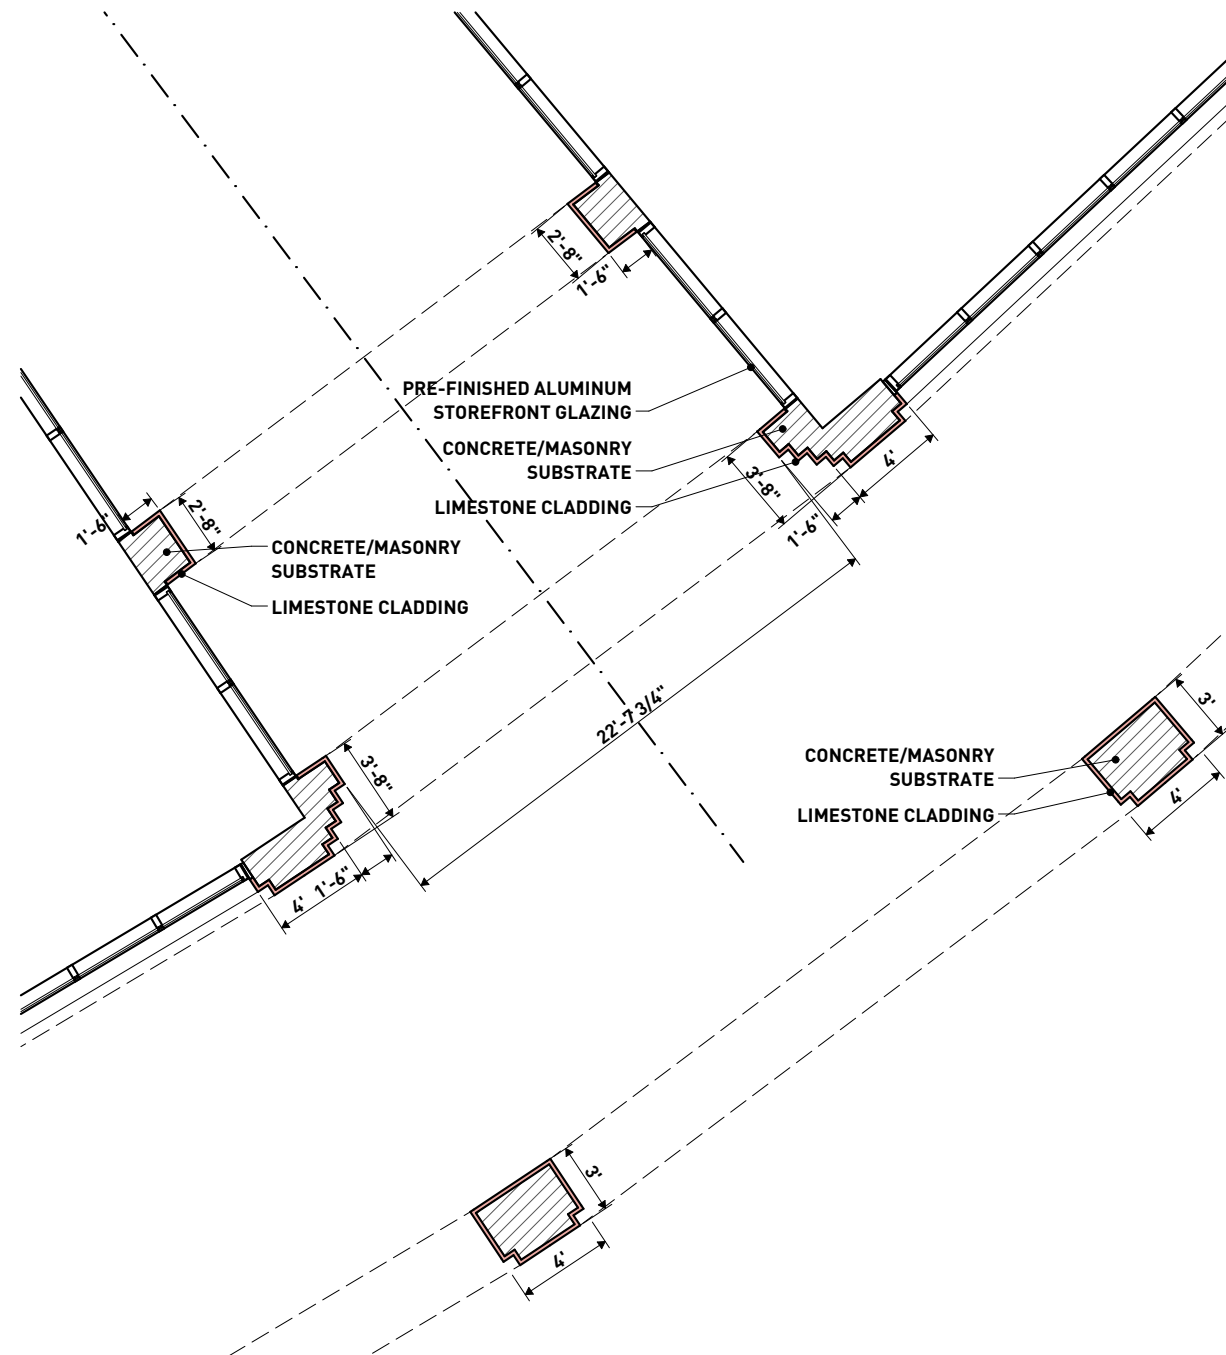 2'-8"
1'-6"
PRE-FINISHED ALUMINUM
STOREFRONT GLAZING
CONCRETE/MASONRY
SUBSTRATE
LIMESTONE CLADDING
3'-8"
4'
1'-6"
1'-6"
2'-8"
CONCRETE/MASONRY
SUBSTRATE
LIMESTONE CLADDING
22'-7 3/4"
3'-8"
4'
1'-6"
3'
CONCRETE/MASONRY
SUBSTRATE
LIMESTONE CLADDING
4'
3'
4'